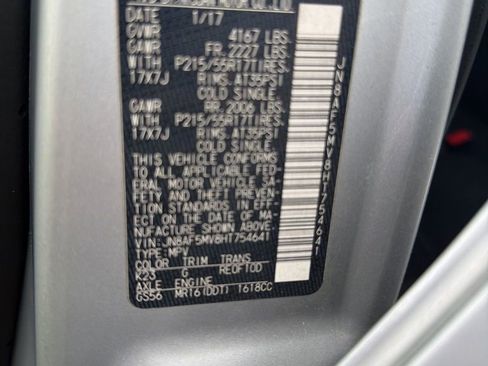 1/17
GVWR 4167 LBS.
GAWR FR. 2227 LBS.
WITH P215/55R17TIRES.
17X7J RIMS AT35PSI
COLD SINGLE.
GAWR RR. 2006 LBS.
WITH P215/55R17TIRES.
17X7J RIMS AT35PSI
COLD SINGLE.
THIS VEHICLE CONFORMS
TO ALL APPLICABLE FED-
ERAL MOTOR VEHICLE SA-
FETY AND THEFT PREVEN-
TION STANDARDS IN EFF-
ECT ON THE DATE OF MA-
NUFACTURE SHOWN ABOVE.
VIN:JN8AF5MV8HT754641
TYPE:MPV
COLOR TRIM TRANS
K23 G RE0F10D
AXLE ENGINE
GS56 MR16(DDT) 1618CC
JN8AF5MV8HT754641